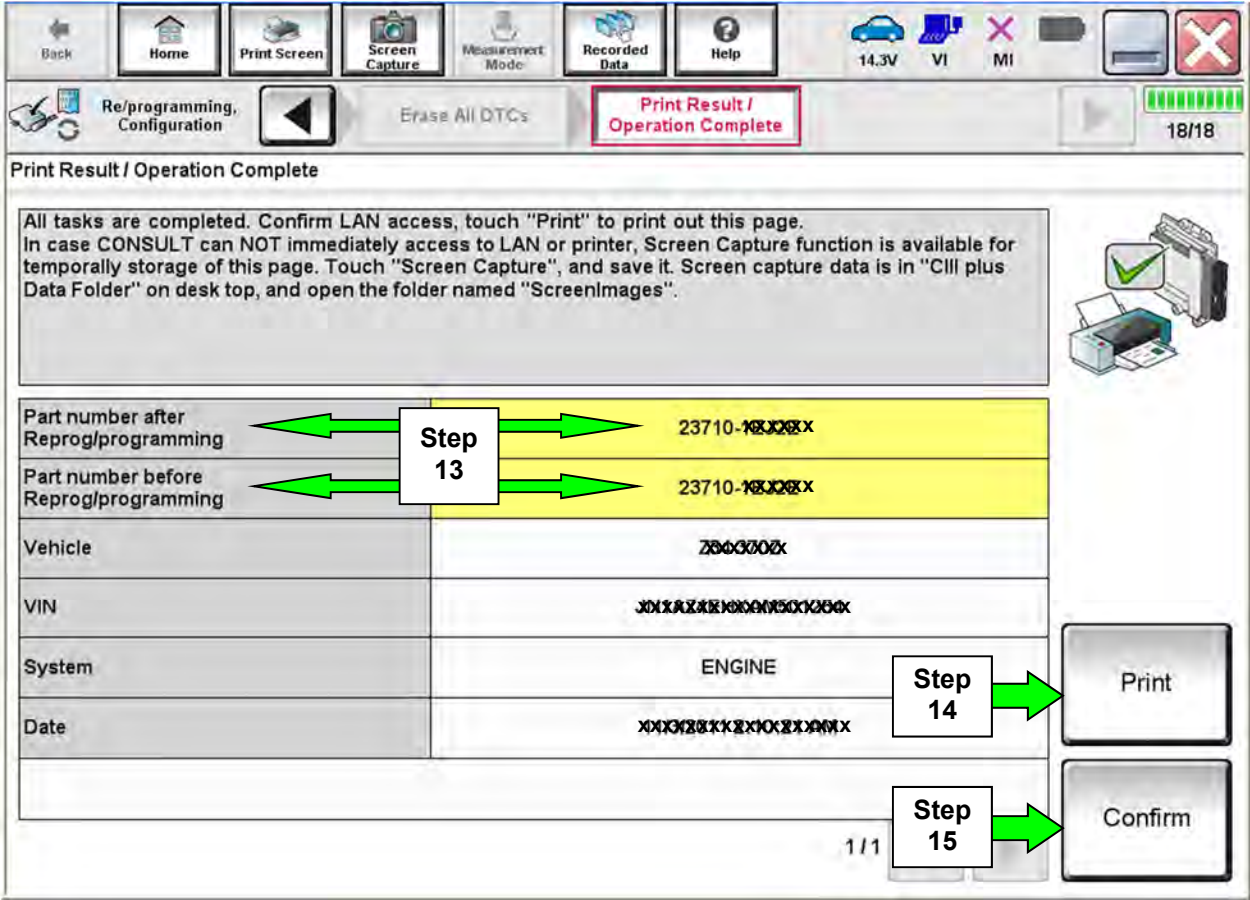 Back
Home
Print Screen
Screen
Capture
Measurement
Mode
Recorded
Data
Help
14.3V
VI
MI
Re/programming,
Configuration
Erase All DTCs
Print Result /
Operation Complete
18/18
Print Result / Operation Complete
All tasks are completed. Confirm LAN access, touch "Print" to print out this page.
In case CONSULT can NOT immediately access to LAN or printer, Screen Capture function is available for
temporally storage of this page. Touch "Screen Capture", and save it. Screen capture data is in "CIII plus
Data Folder" on desk top, and open the folder named "ScreenImages".
Part number after
Reprog/programming
23710-
Part number before
Reprog/programming
23710-
Step
13
Vehicle
VIN
System
ENGINE
Step
14
Print
Date
Step
15
Confirm
1/1